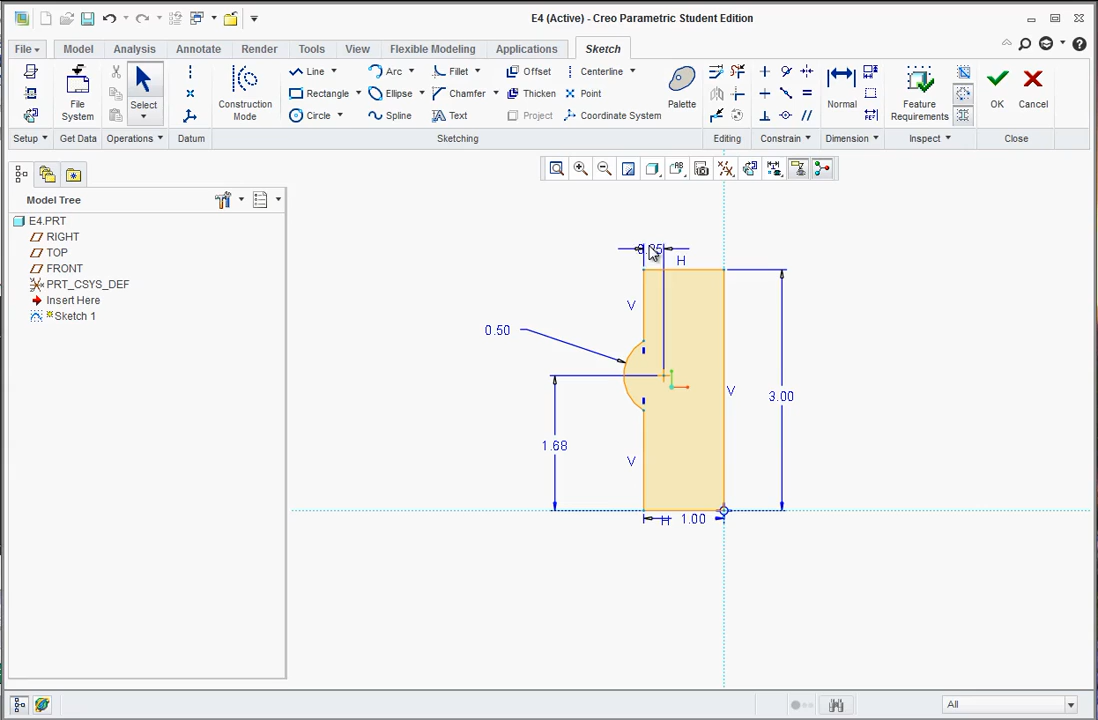 E4 (Active) - Creo Parametric Student Edition
File Model Analysis Annotate Render Tools View Flexible Modeling Applications Sketch
Line Arc Fillet Offset Centerline
Rectangle Ellipse Chamfer Thicken Point
Circle Spline Text Project Coordinate System
File System
Select
Construction Mode
Palette
Normal
Feature Requirements
OK
Cancel
Setup Get Data Operations Datum Sketching Editing Constrain Dimension Inspect Close
Model Tree
E4.PRT
RIGHT
TOP
FRONT
PRT_CSYS_DEF
Insert Here
Sketch 1
0.25
H
V
0.50
V
3.00
1.68
V
H 1.00
All